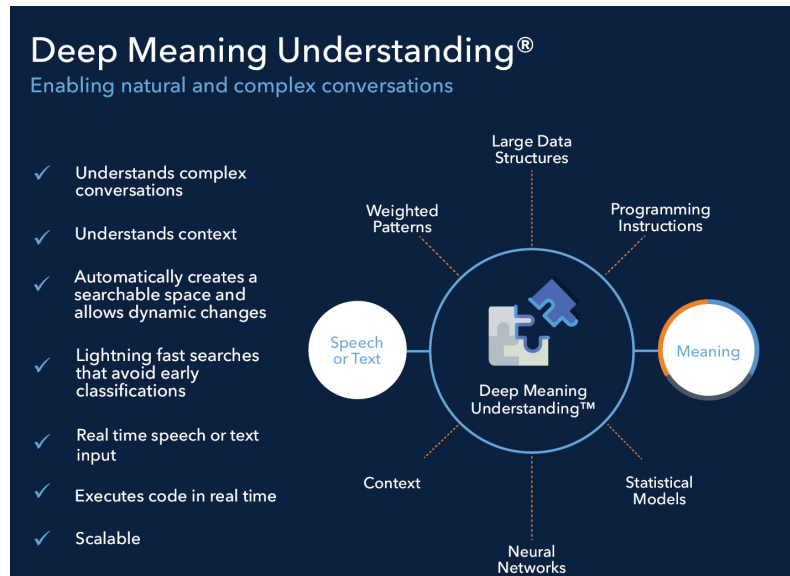 Deep Meaning Understanding®
Enabling natural and complex conversations
Understands complex
conversations
Understands context
Automatically creates a
searchable space and
allows dynamic changes
Lightning fast searches
that avoid early
classifications
Real time speech or text
input
Executes code in real time
Scalable
Large Data
Structures
Weighted
Patterns
Programming
Instructions
Speech
or Text
Deep Meaning
Understanding™
Meaning
Context
Statistical
Models
Neural
Networks